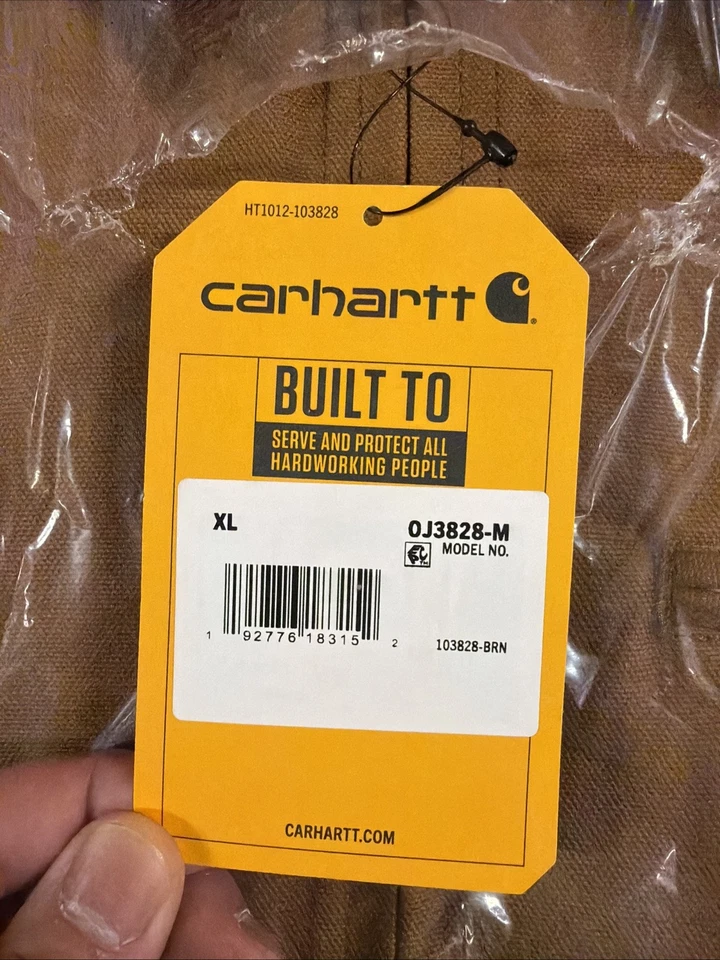 HT1012-103828
carhartt
BUILT TO
SERVE AND PROTECT ALL
HARDWORKING PEOPLE
XL
OJ3828-M
MODEL NO.
1 92776 18315 2
103828-BRN
CARHARTT.COM